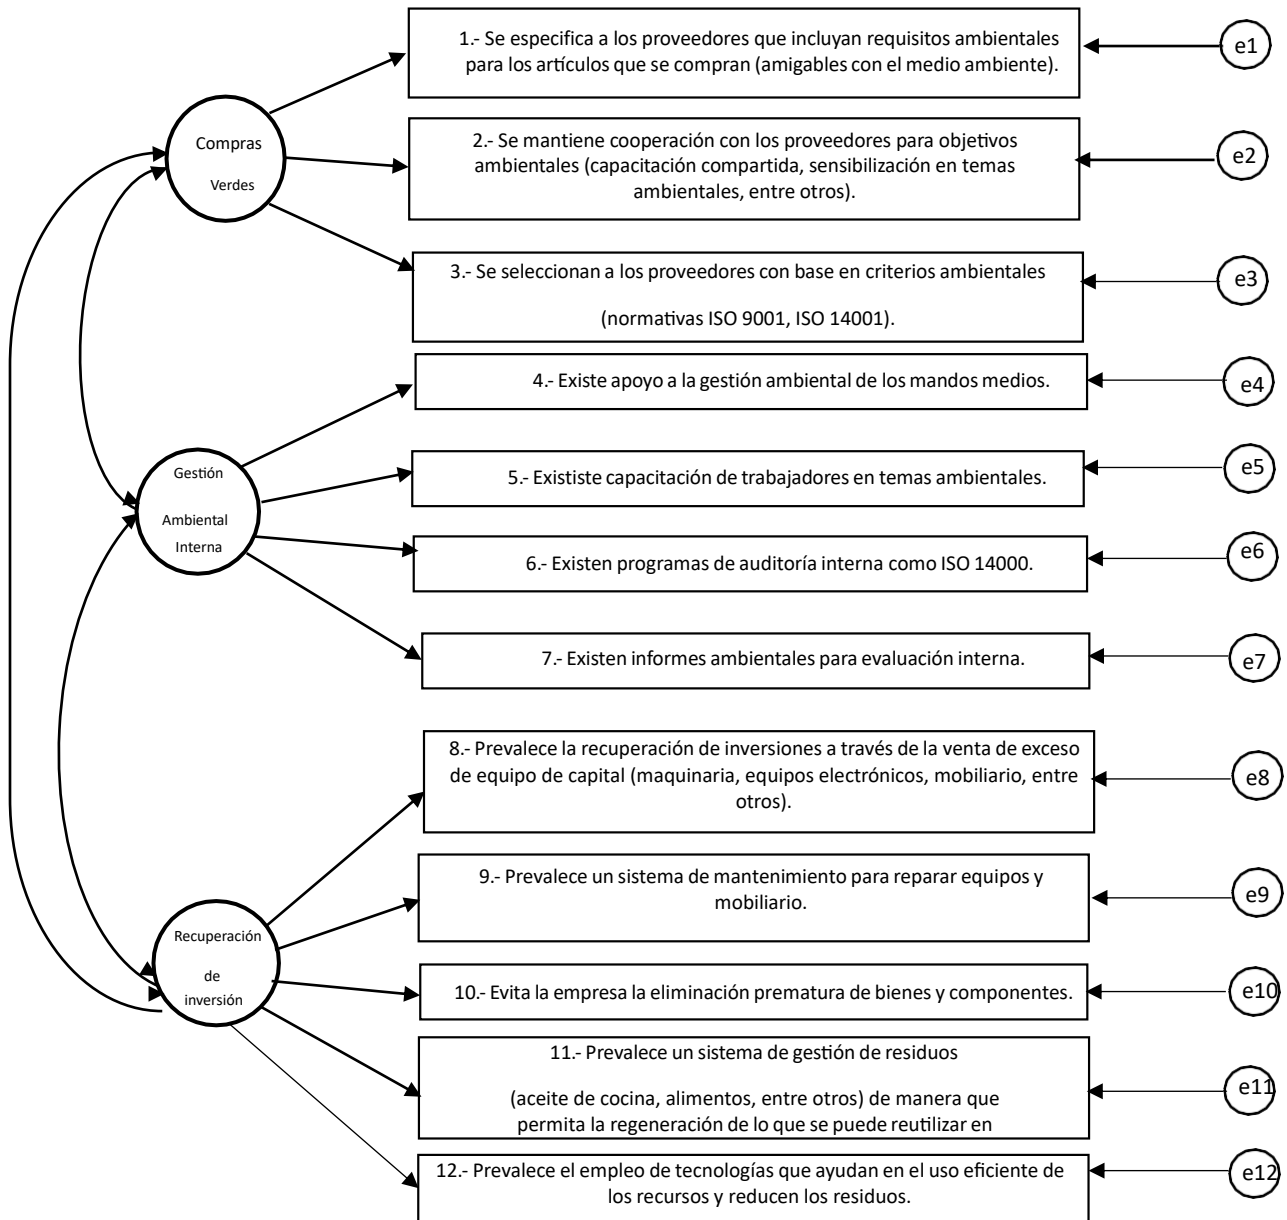 1.- Se especifica a los proveedores que incluyan requisitos ambientales
para los artículos que se compran (amigables con el medio ambiente).
e1
Compras
Verdes
2.- Se mantiene cooperación con los proveedores para objetivos
ambientales (capacitación compartida, sensibilización en temas
ambientales, entre otros).
e2
3.- Se seleccionan a los proveedores con base en criterios ambientales
(normativas ISO 9001, ISO 14001).
e3
4.- Existe apoyo a la gestión ambiental de los mandos medios.
e4
Gestión
Ambiental
Interna
5.- Exististe capacitación de trabajadores en temas ambientales.
e5
6.- Existen programas de auditoría interna como ISO 14000.
e6
7.- Existen informes ambientales para evaluación interna.
e7
8.- Prevalece la recuperación de inversiones a través de la venta de exceso
de equipo de capital (maquinaria, equipos electrónicos, mobiliario, entre
otros).
e8
9.- Prevalece un sistema de mantenimiento para reparar equipos y
mobiliario.
e9
Recuperación
de
inversión
10.- Evita la empresa la eliminación prematura de bienes y componentes.
e10
11.- Prevalece un sistema de gestión de residuos
(aceite de cocina, alimentos, entre otros) de manera que
permita la regeneración de lo que se puede reutilizar en
e11
12.- Prevalece el empleo de tecnologías que ayudan en el uso eficiente de
los recursos y reducen los residuos.
e12